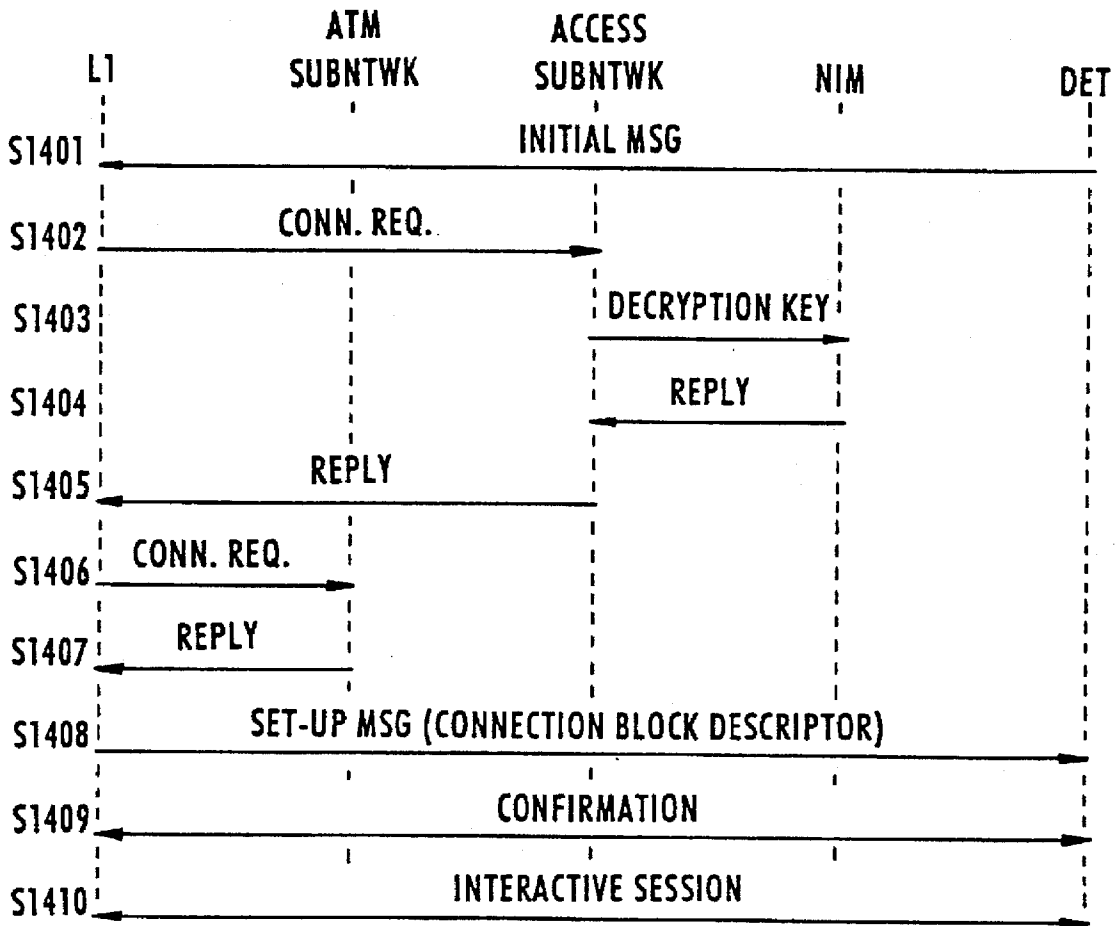 L1
ATM
SUBNTWK
ACCESS
SUBNTWK
NIM
DET
S1401
INITIAL MSG
S1402
CONN. REQ.
S1403
DECRYPTION KEY
S1404
REPLY
S1405
REPLY
S1406
CONN. REQ.
S1407
REPLY
S1408
SET-UP MSG (CONNECTION BLOCK DESCRIPTOR)
S1409
CONFIRMATION
S1410
INTERACTIVE SESSION